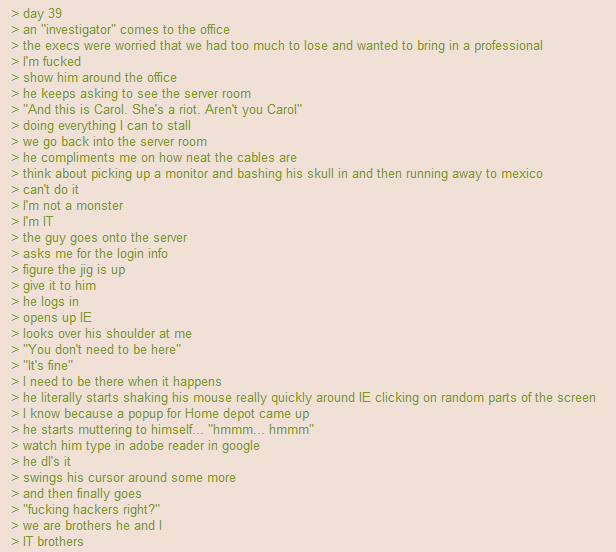 > day 39
> an "investigator" comes to the office
> the execs were worried that we had too much to lose and wanted to bring in a professional
> I'm fucked
> show him around the office
> he keeps asking to see the server room
> "And this is Carol. She's a riot. Aren't you Carol"
> doing everything I can to stall
> we go back into the server room
> he compliments me on how neat the cables are
> think about picking up a monitor and bashing his skull in and then running away to mexico
> can't do it
> I'm not a monster
> I'm IT
> the guy goes onto the server
> asks me for the login info
> figure the jig is up
> give it to him
> he logs in
> opens up IE
> looks over his shoulder at me
> "You don't need to be here"
> "It's fine"
> I need to be there when it happens
> he literally starts shaking his mouse really quickly around IE clicking on random parts of the screen
> I know because a popup for Home depot came up
> he starts muttering to himself... "hmmm... hmmm"
> watch him type in adobe reader in google
> he dl's it
> swings his cursor around some more
> and then finally goes
> "fucking hackers right?"
> we are brothers he and I
> IT brothers